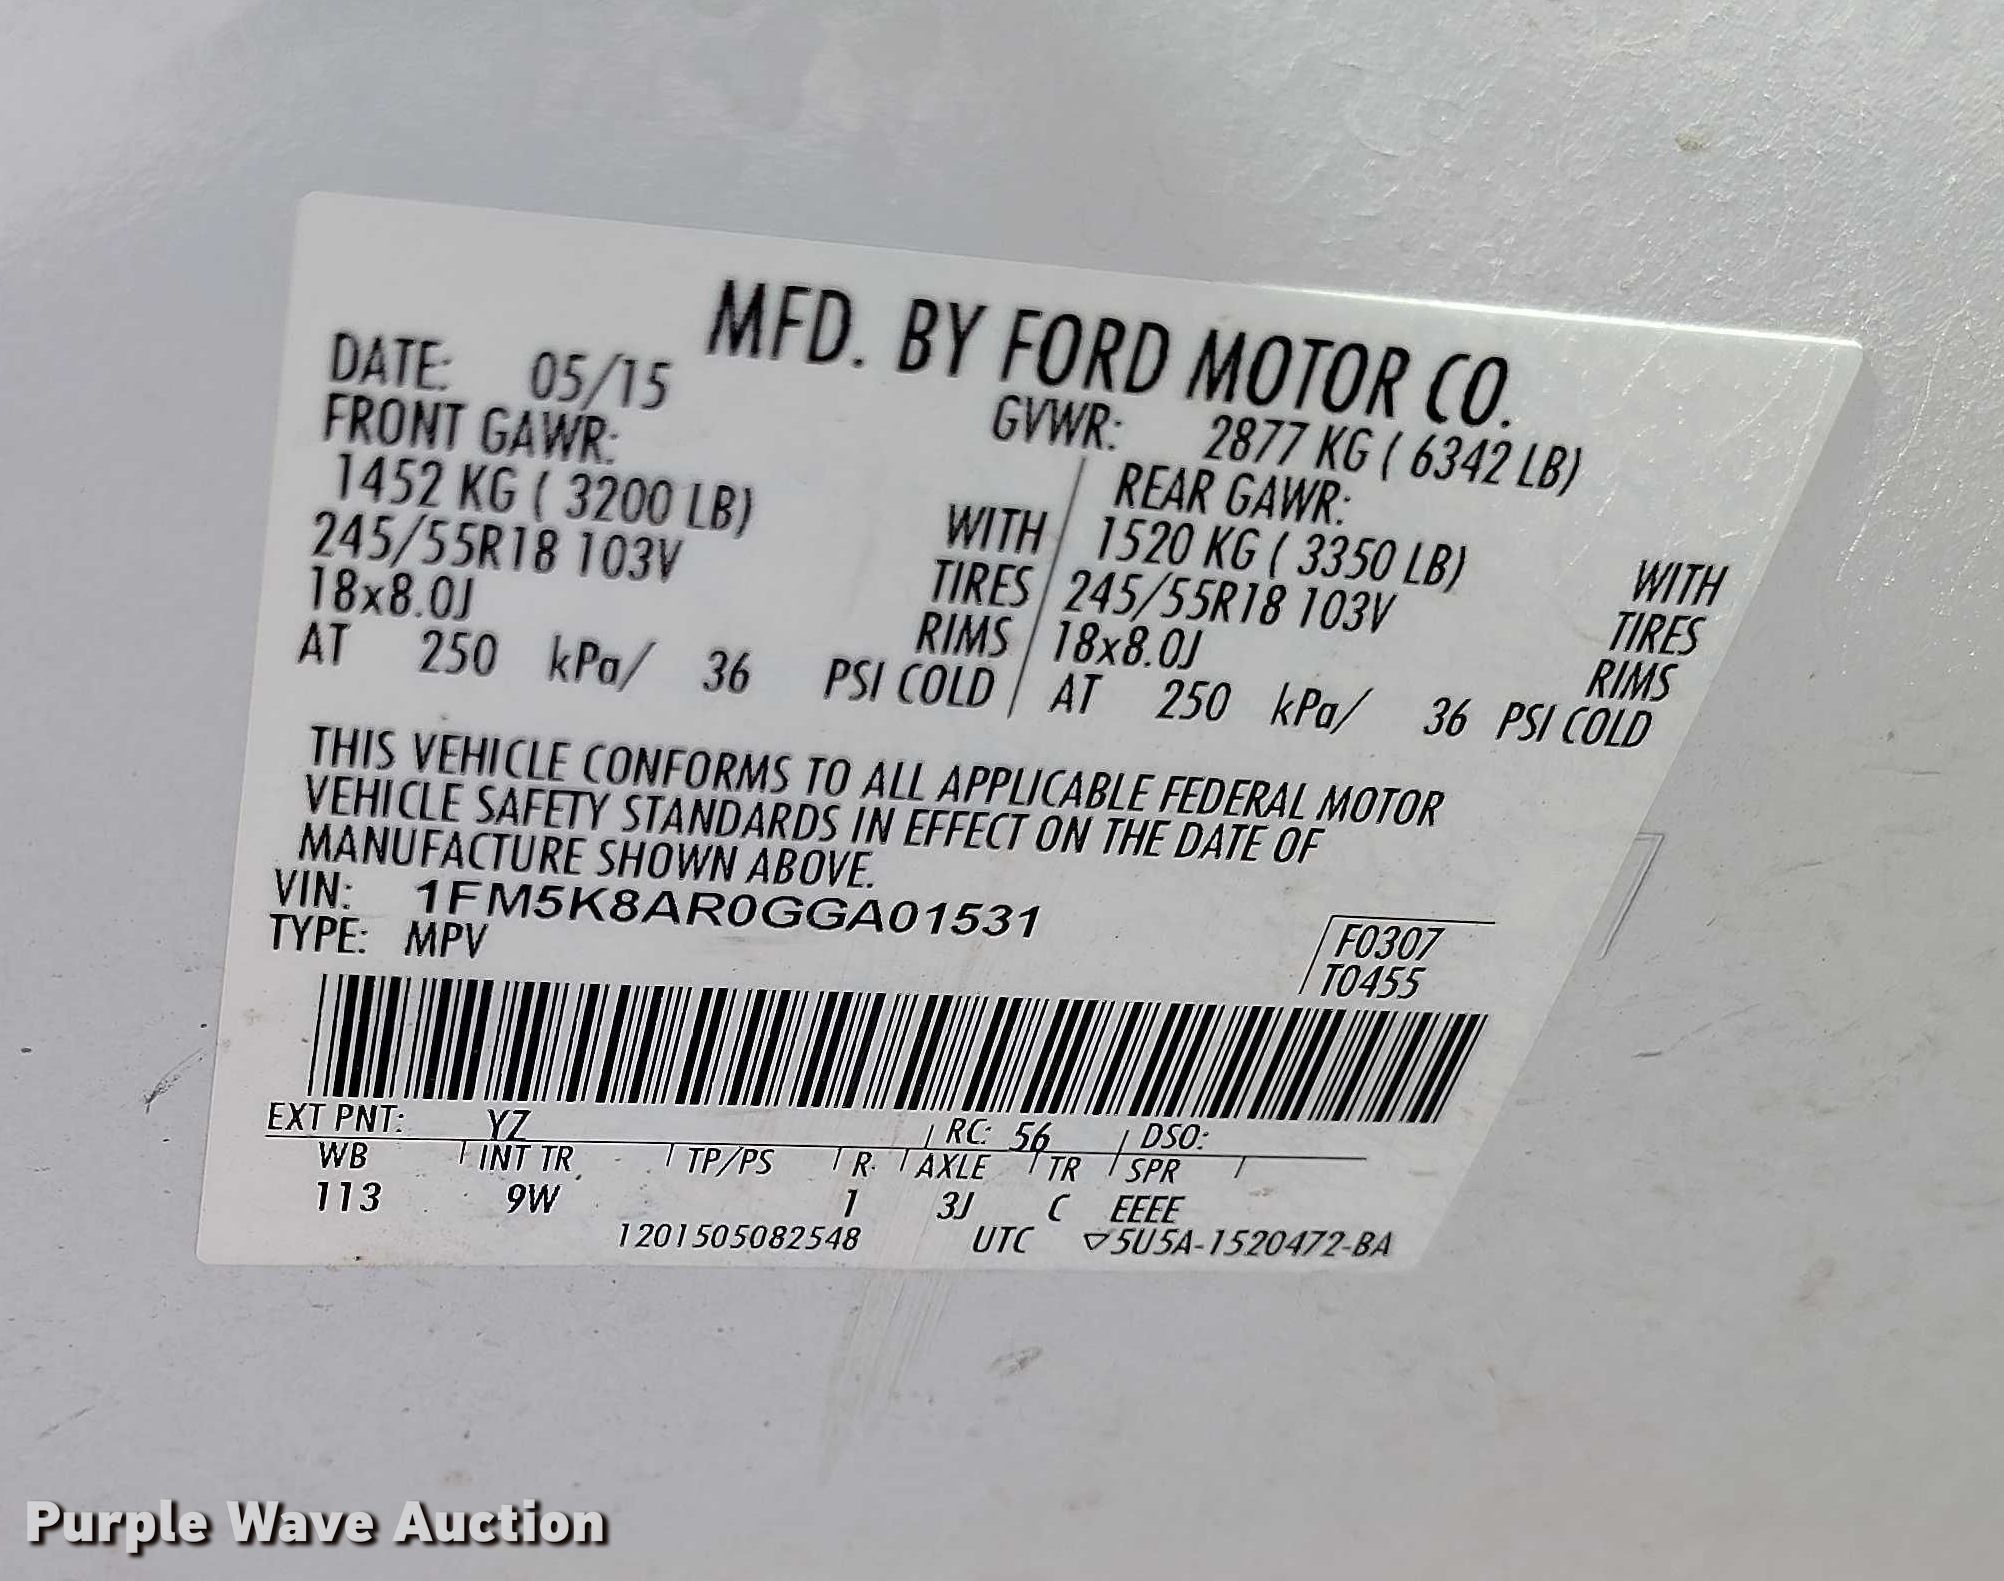 MFD. BY FORD MOTOR CO.
DATE: 05/15
GVWR: 2877 KG ( 6342 LB)
FRONT GAWR:
1452 KG ( 3200 LB) WITH
245/55R18 103V TIRES
18x8.0J RIMS
AT 250 kPa/ 36 PSI COLD
REAR GAWR:
1520 KG ( 3350 LB) WITH
245/55R18 103V TIRES
18x8.0J RIMS
AT 250 kPa/ 36 PSI COLD
THIS VEHICLE CONFORMS TO ALL APPLICABLE FEDERAL MOTOR
VEHICLE SAFETY STANDARDS IN EFFECT ON THE DATE OF
MANUFACTURE SHOWN ABOVE.
VIN: 1FM5K8AR0GGA01531
TYPE: MPV
F0307
T0455
EXT PNT: YZ RC: 56 DSO:
WB INT TR TP/PS R AXLE TR SPR
113 9W 1 3J C EEEE
1201505082548 UTC ▽5U5A-1520472-BA
Purple Wave Auction